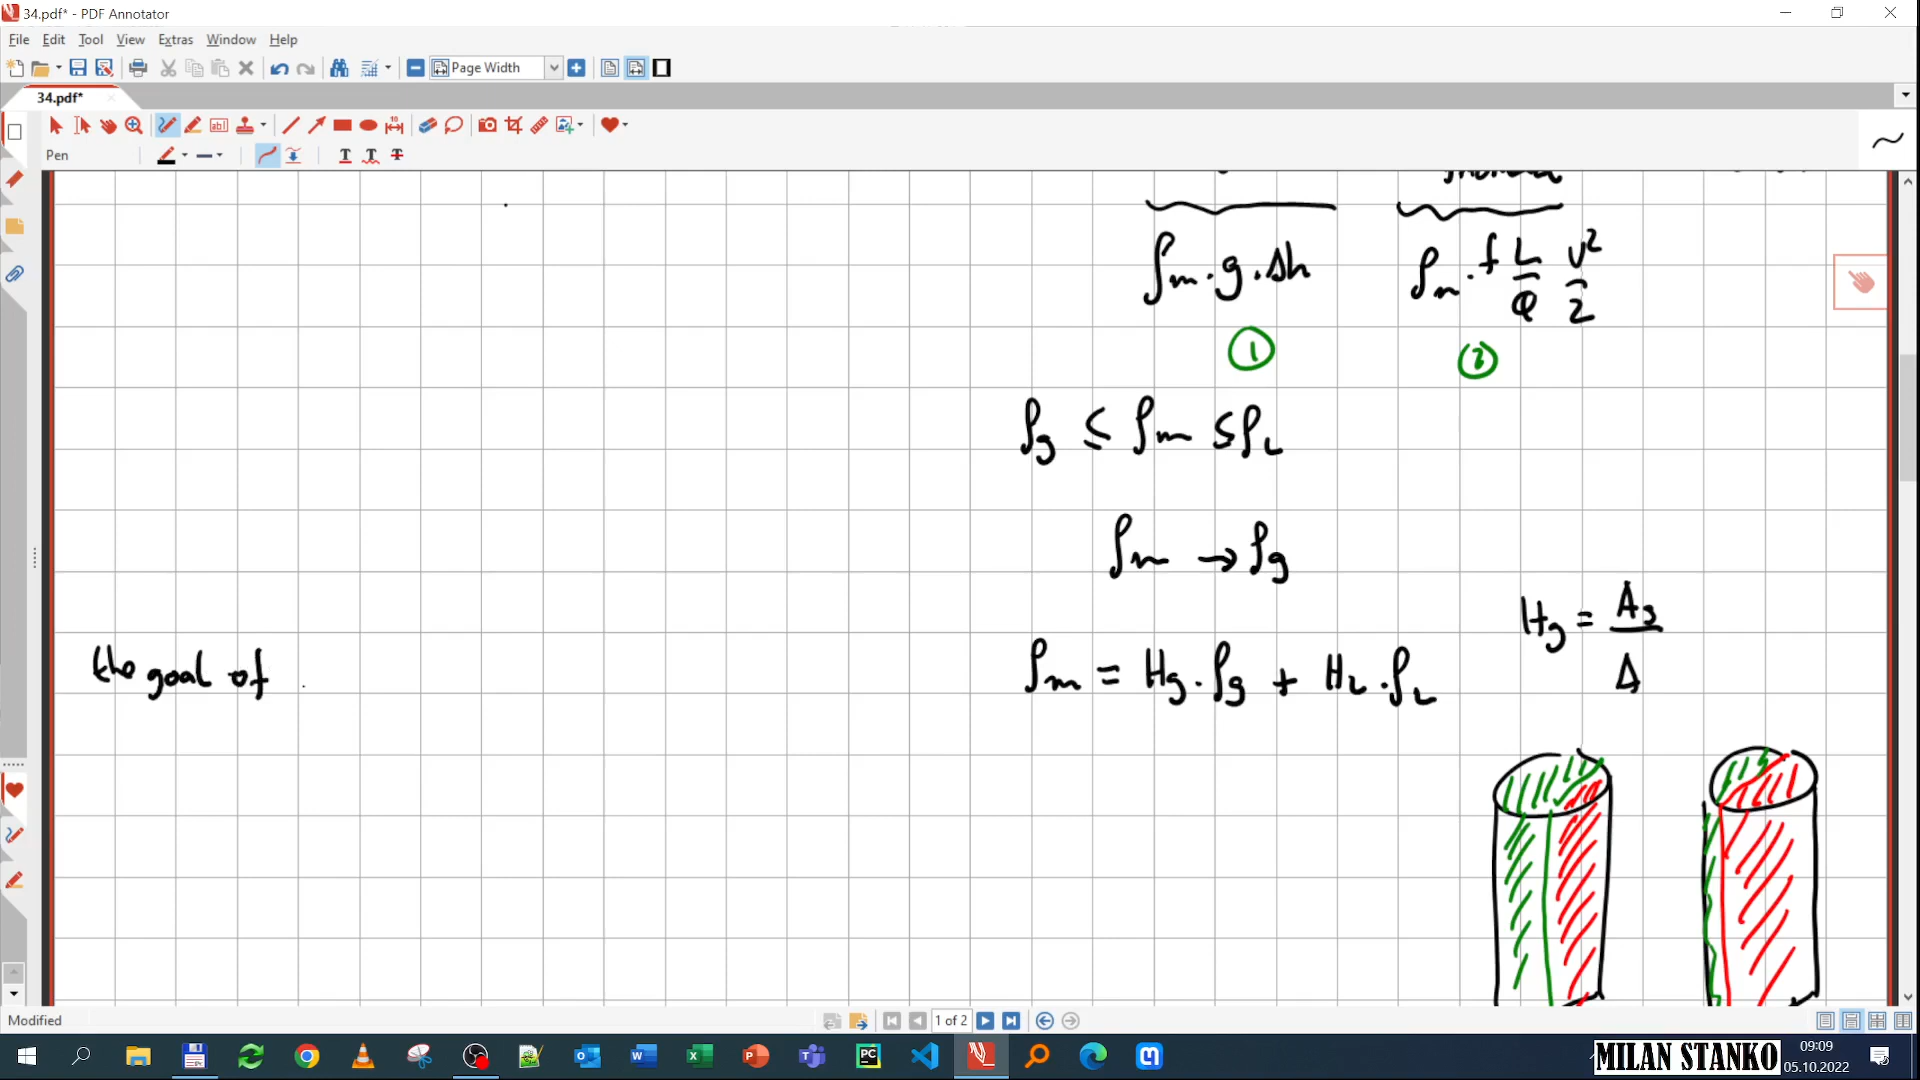 34.pdf* - PDF Annotator
File Edit Tool View Extras Window Help
Page Width
34.pdf*
Pen
ρm · g · Δh
ρm · f L/Φ v²/2
1
2
ρg ≤ ρm ≤ ρL
ρm → ρg
Hg = Ag/A
the goal of
ρm = Hg · ρg + HL · ρL
Modified
1 of 2
MILAN STANKO
09:09
05.10.2022